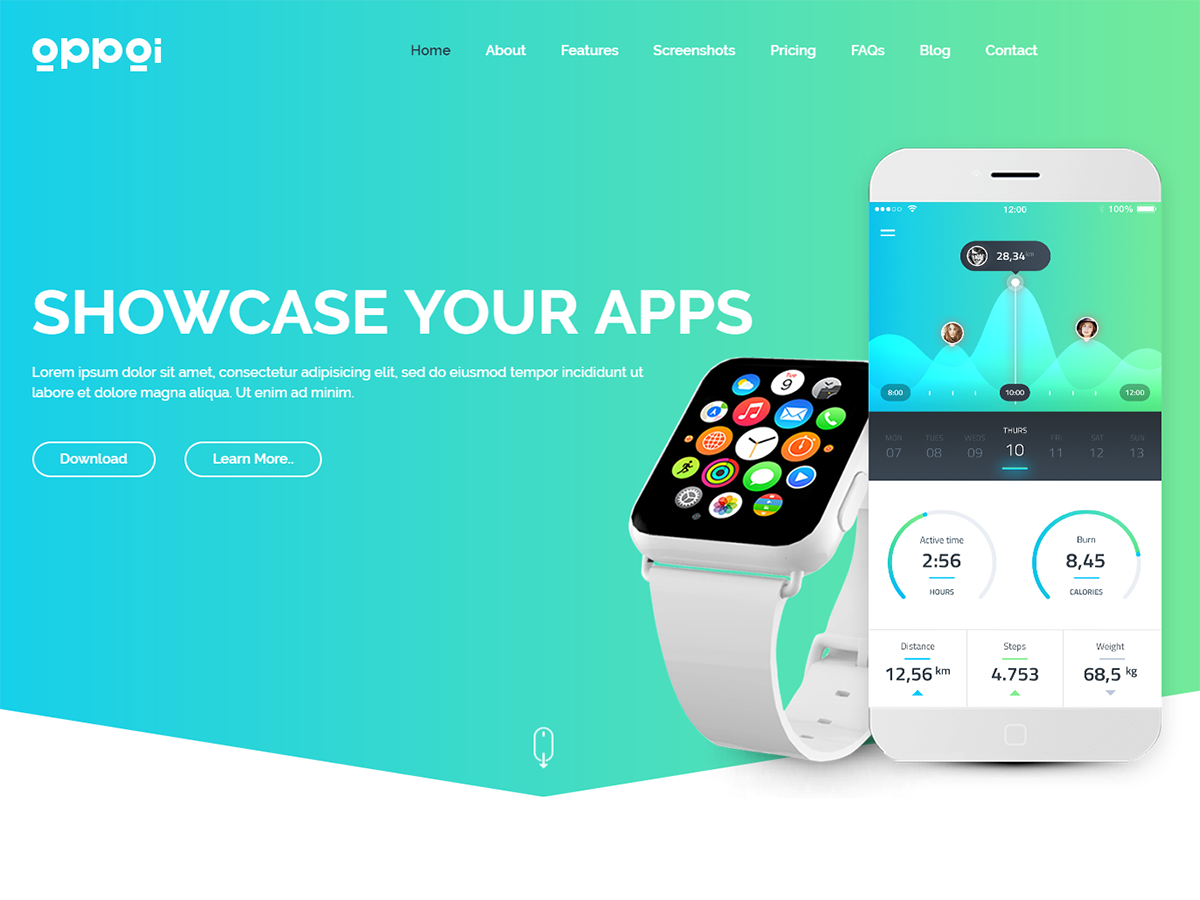 oppoi
Home About Features Screenshots Pricing FAQs Blog Contact
SHOWCASE YOUR APPS
Lorem ipsum dolor sit amet, consectetur adipisicing elit, sed do eiusmod tempor incididunt ut
labore et dolore magna aliqua. Ut enim ad minim.
Download Learn More..
Tue
9
12:00 100%
28,34 km
8:00 10:00 12:00
MON TUES WEDS THURS FRI SAT SUN
07 08 09 10 11 12 13
Active time Burn
2:56 8,45
HOURS CALORIES
Distance Steps Weight
12,56 km 4.753 68,5 kg